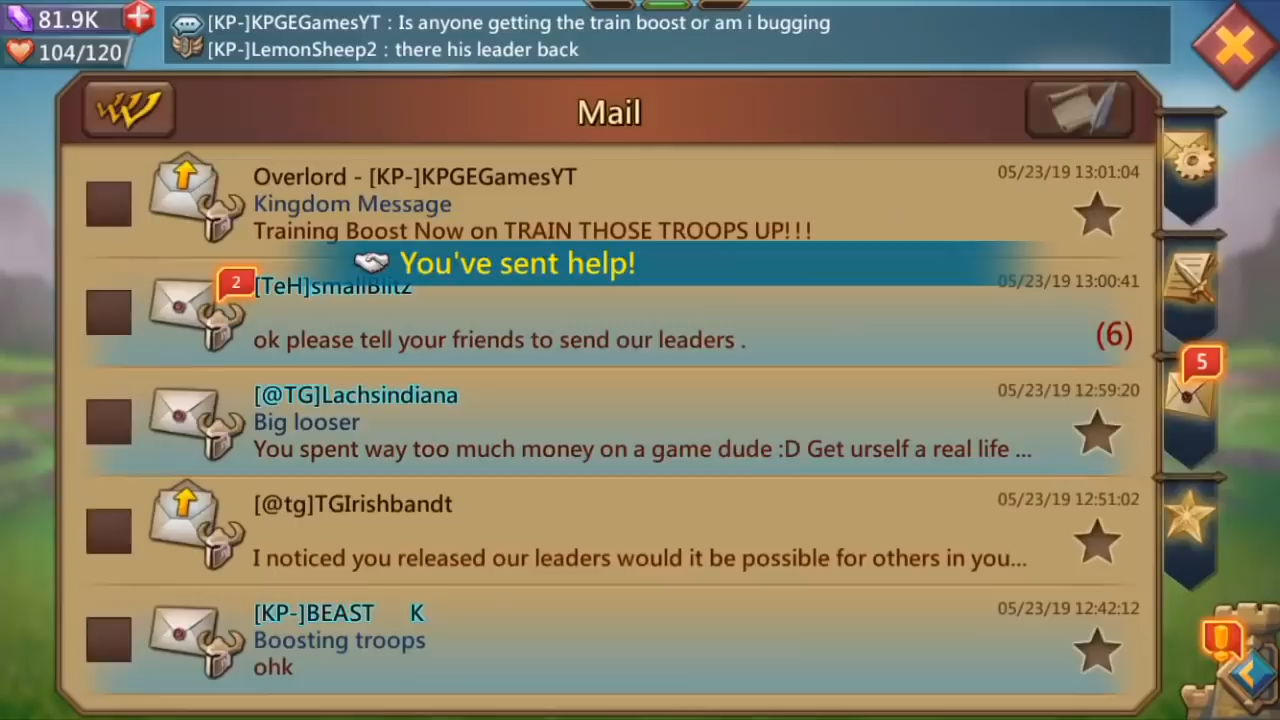 81.9K
[KP-]KPGEGamesYT : Is anyone getting the train boost or am i bugging
104/120
[KP-]LemonSheep2 : there his leader back
Mail
Overlord - [KP-]KPGEGamesYT
05/23/19 13:01:04
Kingdom Message
Training Boost Now on TRAIN THOSE TROOPS UP!!!
You've sent help!
2
[TeH]smallBlitz
05/23/19 13:00:41
ok please tell your friends to send our leaders .
(6)
5
[@TG]Lachsindiana
05/23/19 12:59:20
Big looser
You spent way too much money on a game dude :D Get urself a real life ...
[@tg]TGIrishbandt
05/23/19 12:51:02
I noticed you released our leaders would it be possible for others in you...
[KP-]BEAST K
05/23/19 12:42:12
Boosting troops
ohk